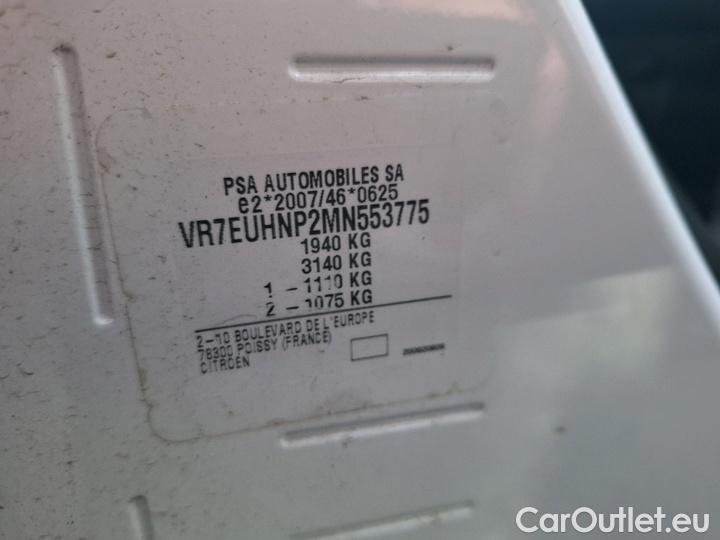 PSA AUTOMOBILES SA
e2*2007/46*0625
VR7EUHNP2MN553775
1940 KG
3140 KG
1 - 1110 KG
2 - 1075 KG
2-10 BOULEVARD DE L'EUROPE
78300 POISSY (FRANCE)
CITROEN
CarOutlet.eu